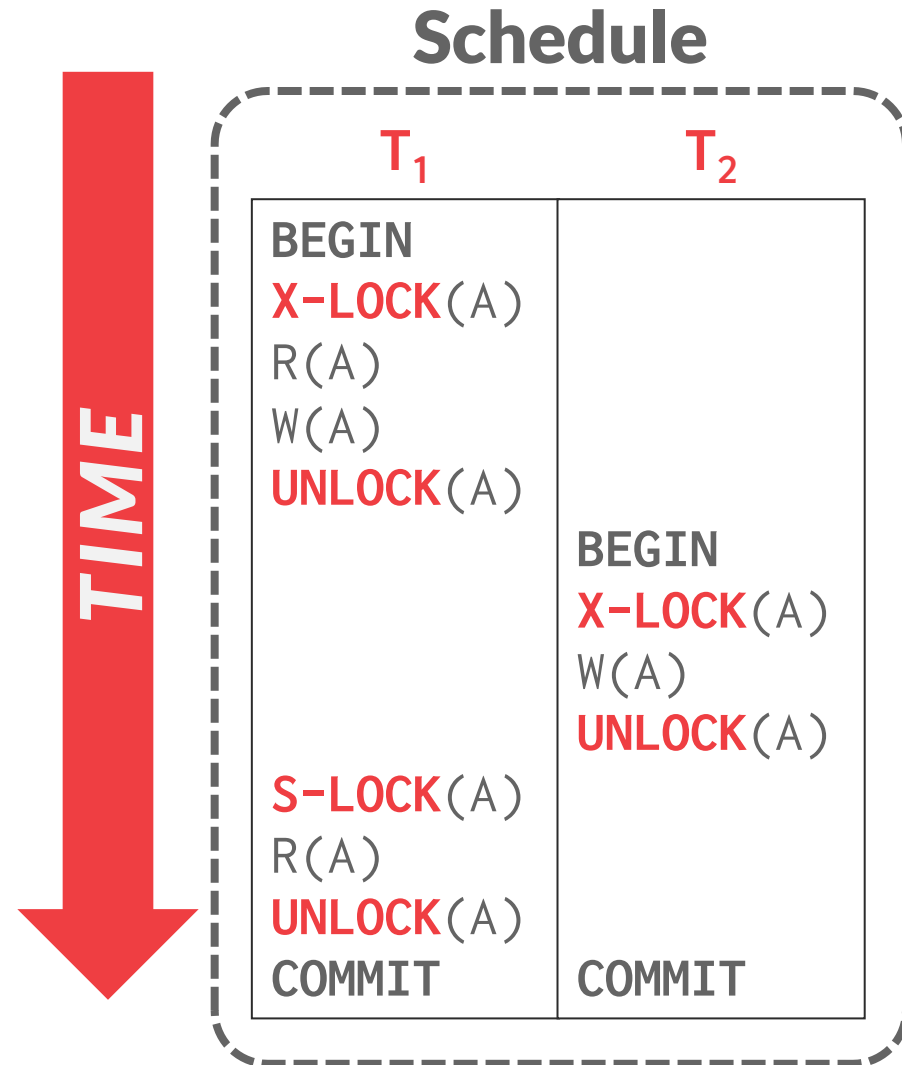 Schedule
TIME
T₁ T₂
BEGIN
X-LOCK(A)
R(A)
W(A)
UNLOCK(A)
BEGIN
X-LOCK(A)
W(A)
UNLOCK(A)
S-LOCK(A)
R(A)
UNLOCK(A)
COMMIT COMMIT